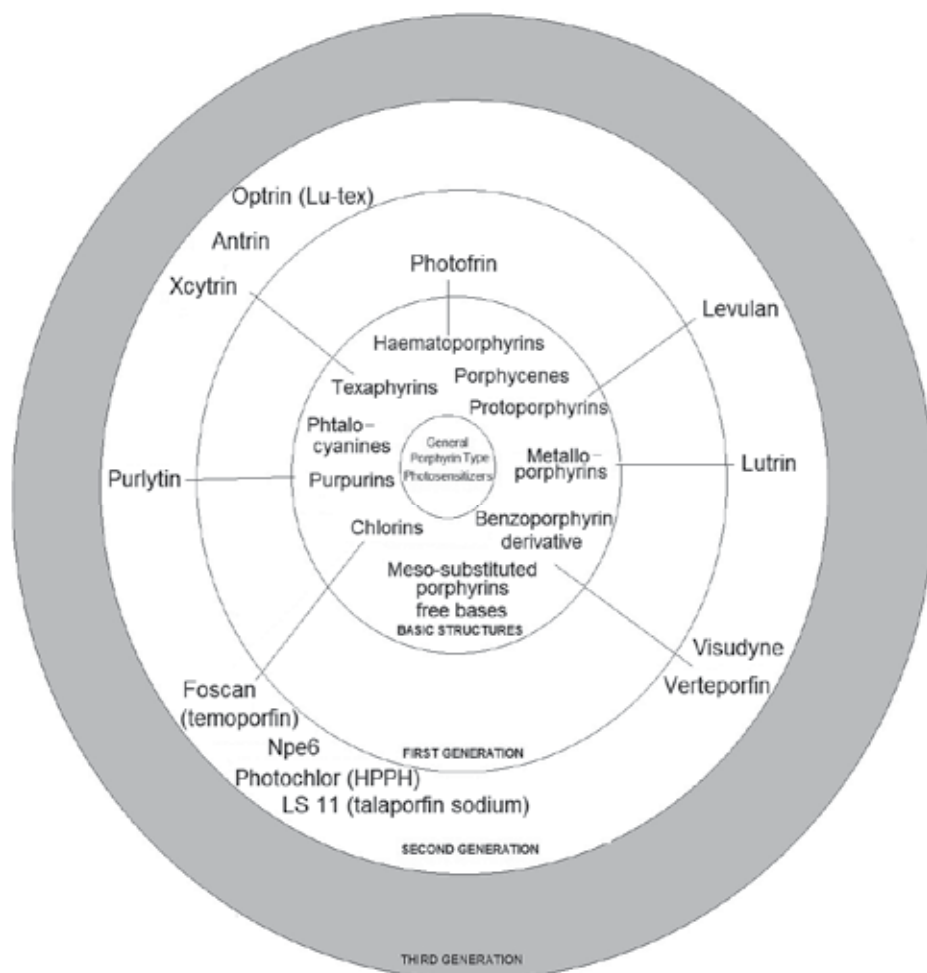 Optrin (Lu-tex)
Antrin
Xcytrin
Photofrin
Levulan
Haematoporphyrins
Porphycenes
Texaphyrins
Protoporphyrins
Phtalo-
cyanines
General
Porphyrin Type
Photosensitizers
Metallo-
porphyrins
Lutrin
Purlytin
Purpurins
Chlorins
Benzoporphyrin
derivative
Meso-substituted
porphyrins
free bases
BASIC STRUCTURES
Visudyne
Verteporfin
Foscan
(temoporfin)
Npe6
FIRST GENERATION
Photochlor (HPPH)
LS 11 (talaporfin sodium)
SECOND GENERATION
THIRD GENERATION